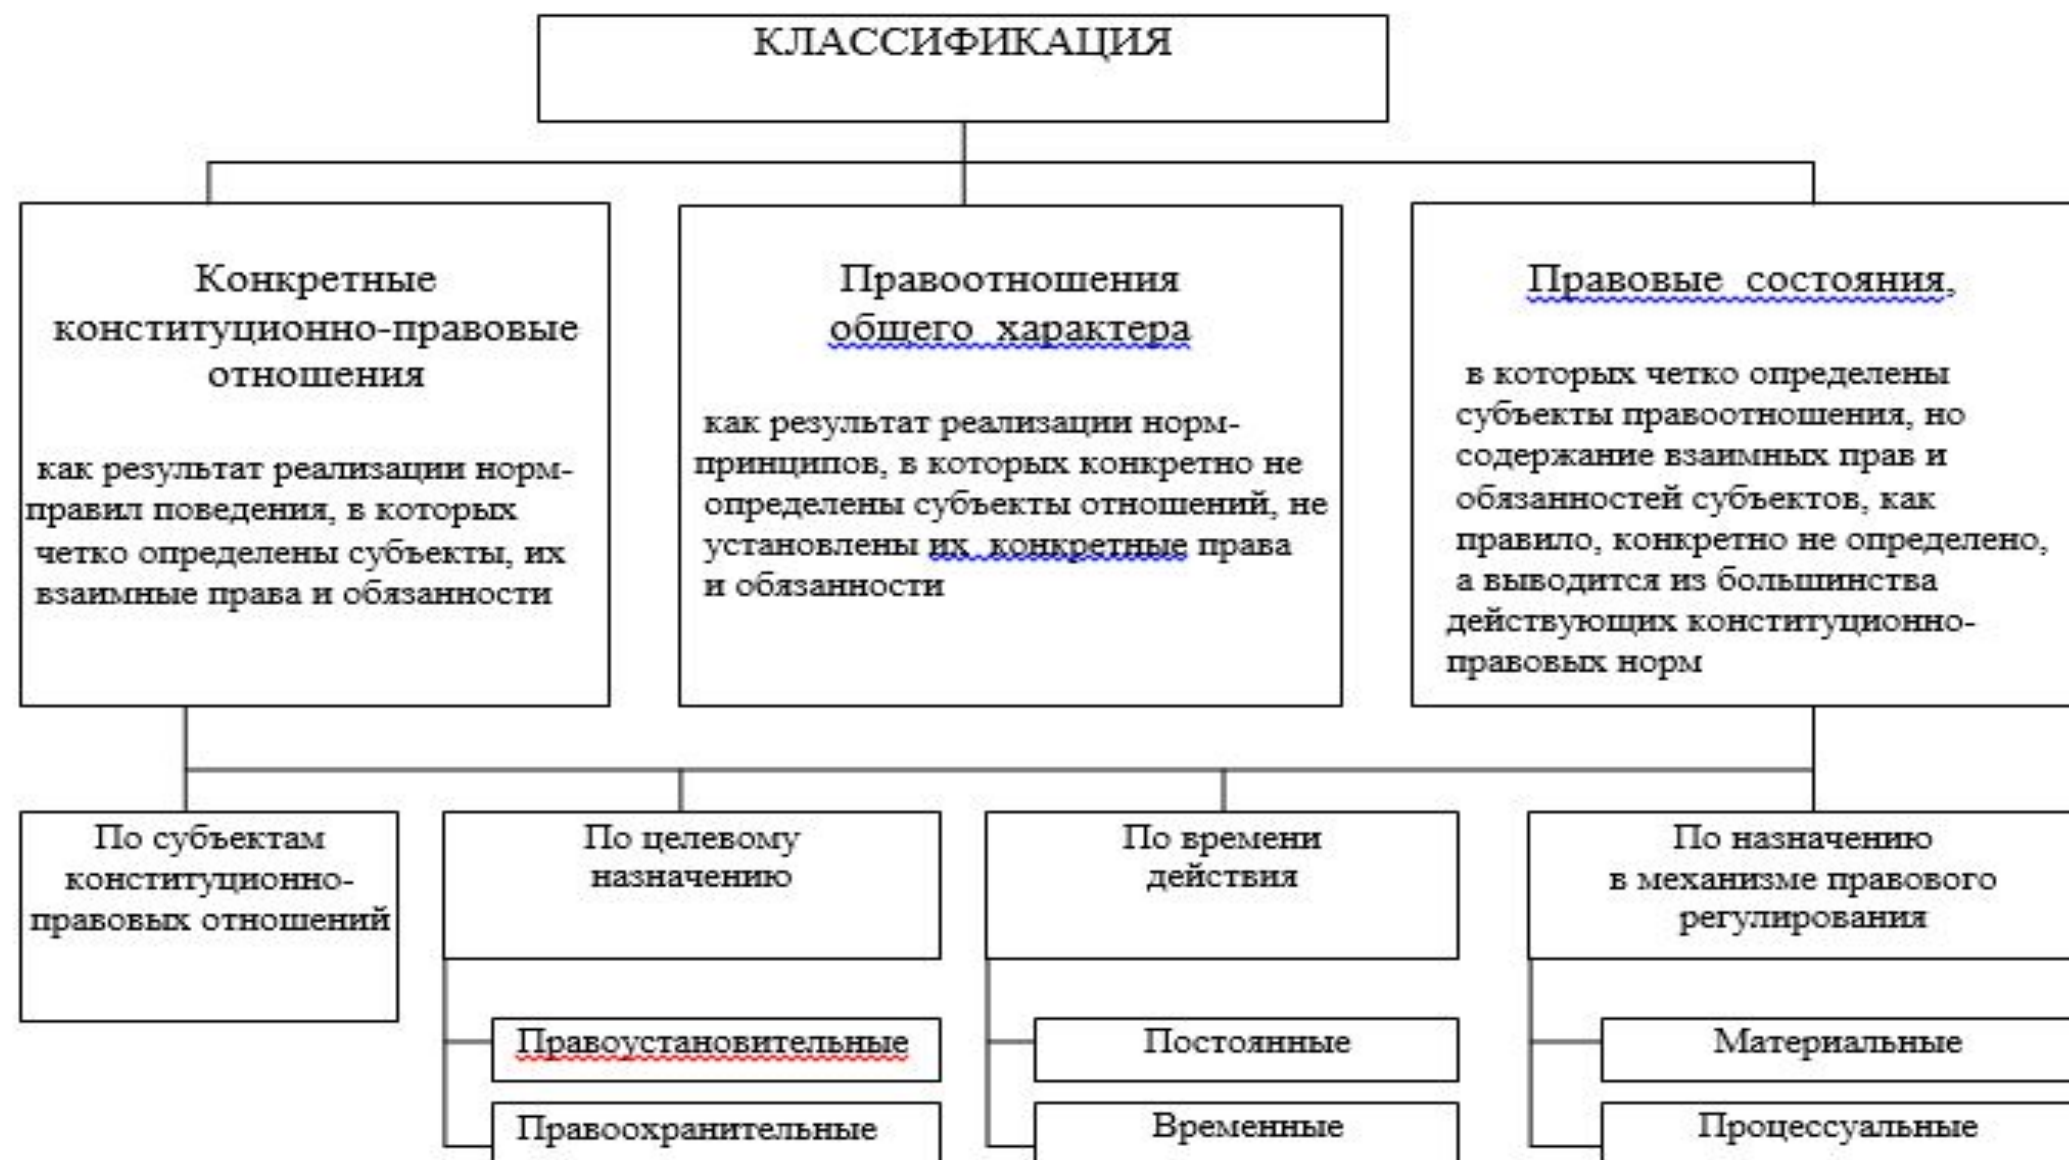 КЛАССИФИКАЦИЯ
Конкретные
конституционно-правовые
отношения
как результат реализации норм-
правил поведения, в которых
четко определены субъекты, их
взаимные права и обязанности
Правоотношения
общего характера
как результат реализации норм-
принципов, в которых конкретно не
определены субъекты отношений, не
установлены их конкретные права
и обязанности
Правовые состояния,
в которых четко определены
субъекты правоотношения, но
содержание взаимных прав и
обязанностей субъектов, как
правило, конкретно не определено,
а выводится из большинства
действующих конституционно-
правовых норм
По субъектам
конституционно-
правовых отношений
По целевому
назначению
Правоустановительные
Правоохранительные
По времени
действия
Постоянные
Временные
По назначению
в механизме правового
регулирования
Материальные
Процессуальные